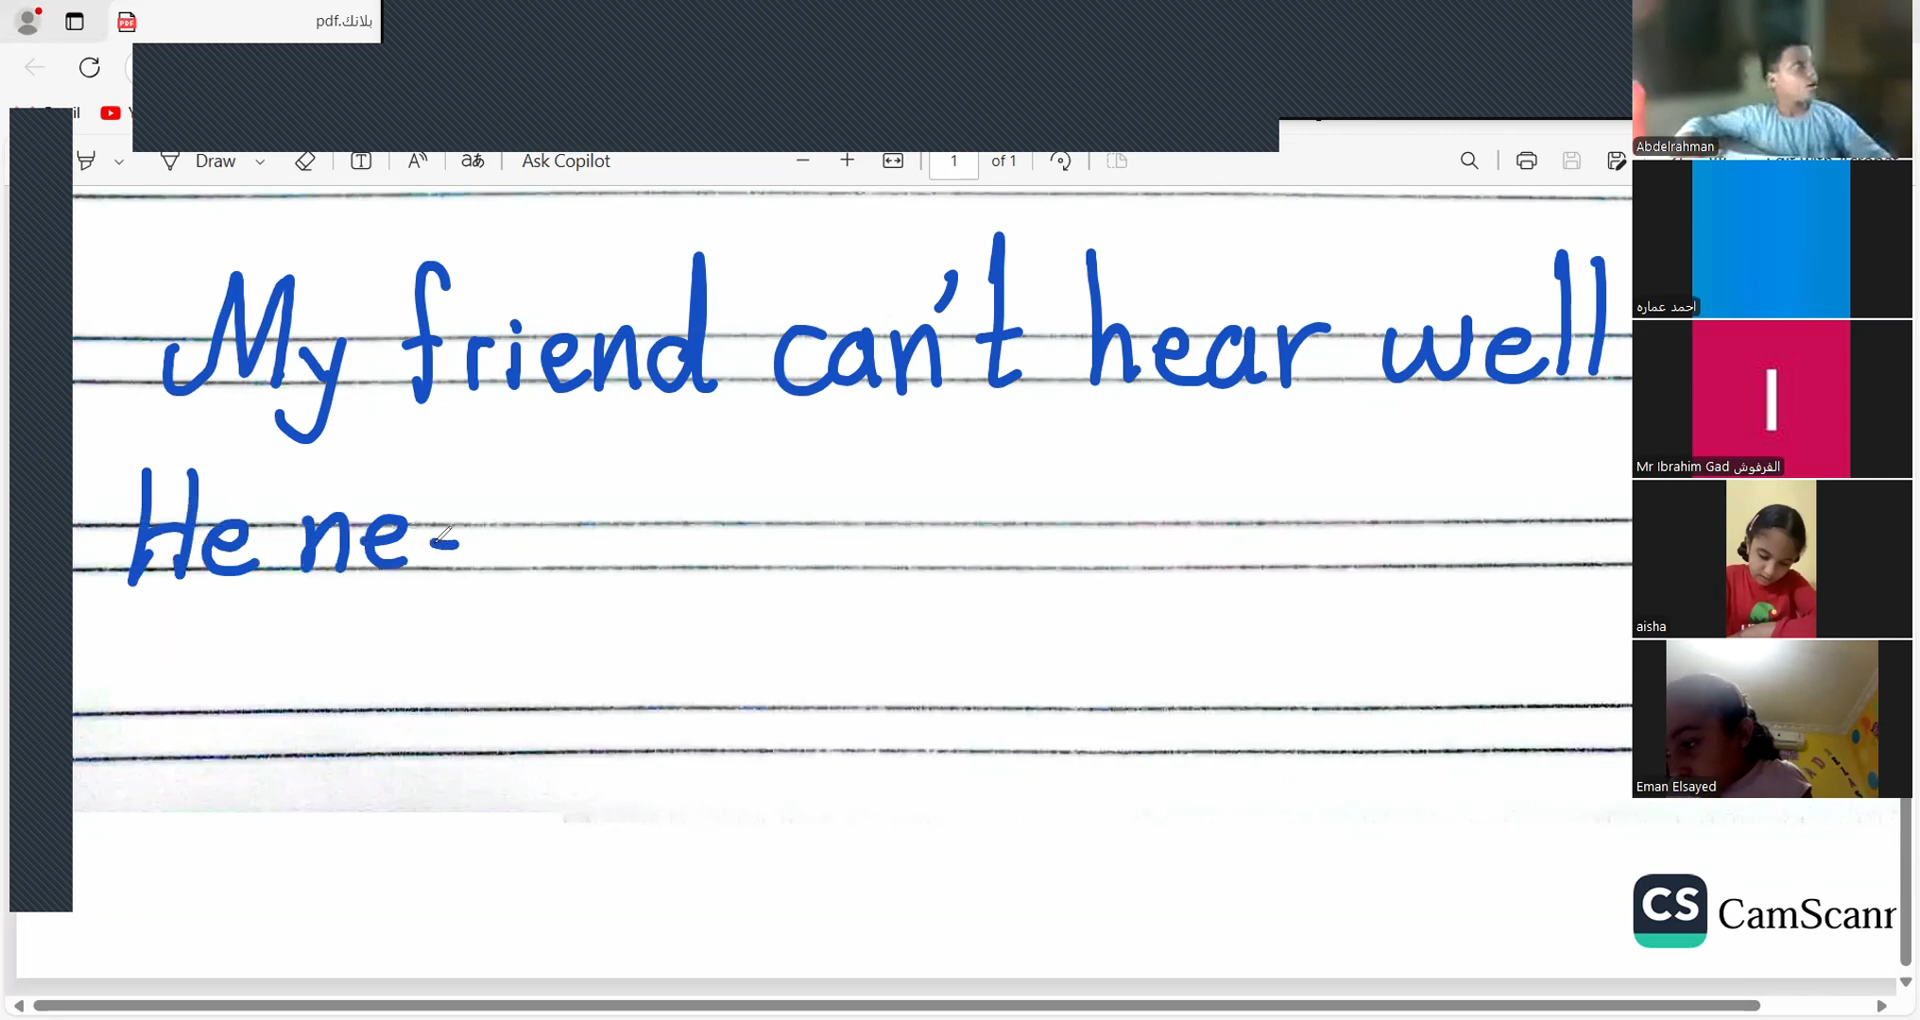 بلانك.pdf
Draw
Ask Copilot
1 of 1
Abdelrahman
My friend can't hear well
He ne-
احمد عماره
Mr Ibrahim Gad الفرفوش
aisha
Eman Elsayed
CS CamScanr